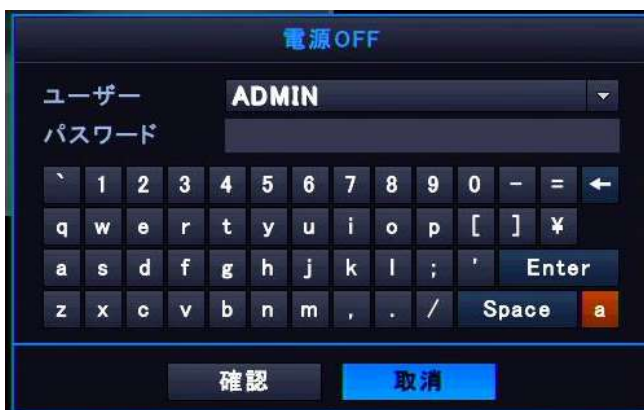 電源OFF
ユーザー ADMIN
パスワード
` 1 2 3 4 5 6 7 8 9 0 - = ←
q w e r t y u i o p [ ] ¥
a s d f g h j k l ; ' Enter
z x c v b n m , . / Space a
確認 取消